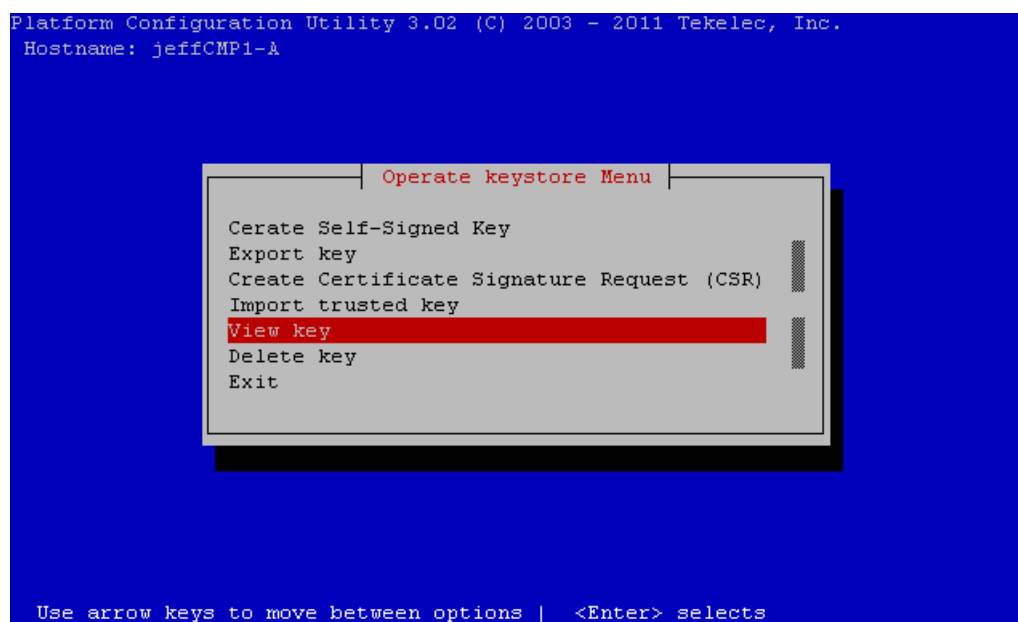 Platform Configuration Utility 3.02 (C) 2003 - 2011 Tekelec, Inc.
Hostname: jeffCMP1-A
Operate keystore Menu
Cerate Self-Signed Key
Export key
Create Certificate Signature Request (CSR)
Import trusted key
View key
Delete key
Exit
Use arrow keys to move between options | <Enter> selects